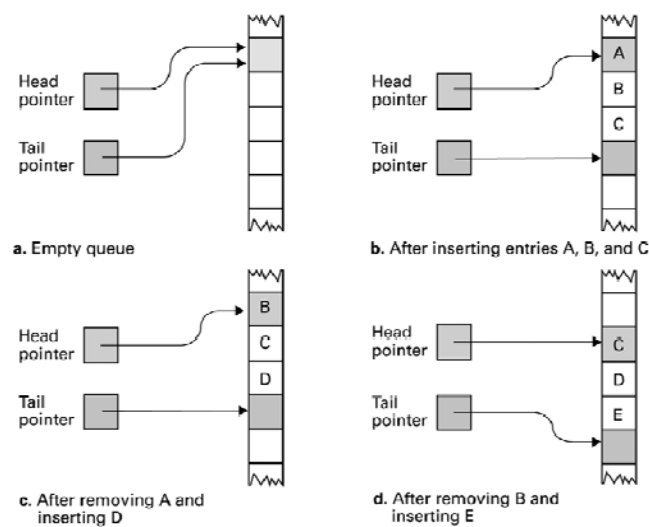 Head
pointer
Tail
pointer
a. Empty queue
A
B
C
Head
pointer
Tail
pointer
b. After inserting entries A, B, and C
B
C
D
Head
pointer
Tail
pointer
c. After removing A and
inserting D
C
D
E
Head
pointer
Tail
pointer
d. After removing B and
inserting E